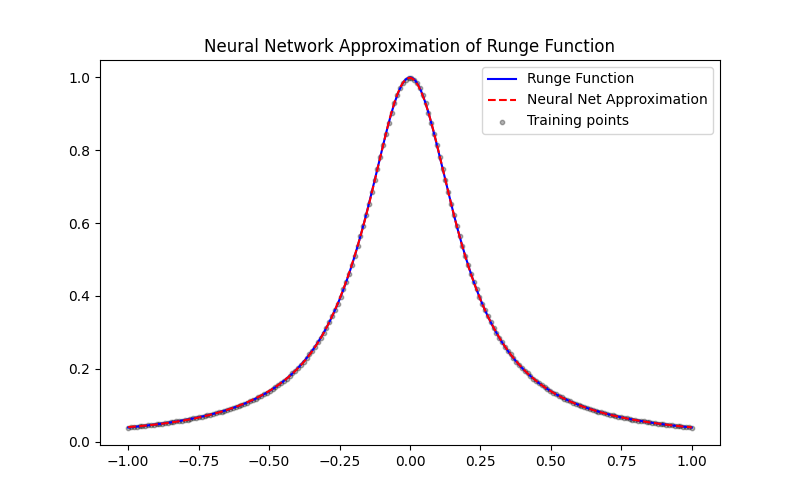 Neural Network Approximation of Runge Function
Runge Function
Neural Net Approximation
Training points
1.0
0.8
0.6
0.4
0.2
0.0
−1.00 −0.75 −0.50 −0.25 0.00 0.25 0.50 0.75 1.00